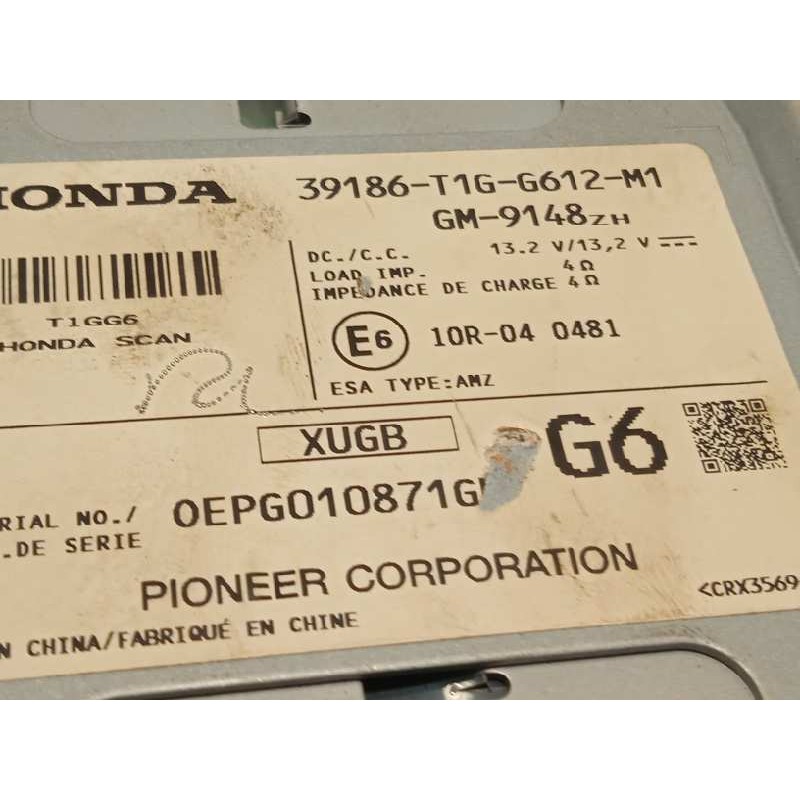 HONDA
39186-T1G-G612-M1
GM-9148ZH
DC./C.C. 13.2 V/13,2 V
LOAD IMP. 4Ω
IMPEDANCE DE CHARGE 4Ω
T1GG6
HONDA SCAN
E6 10R-04 0481
ESA TYPE:AMZ
XUGB
G6
ERIAL NO./
.DE SERIE
0EPG010871G
PIONEER CORPORATION
<CRX3569
N CHINA/FABRIQUÉ EN CHINE